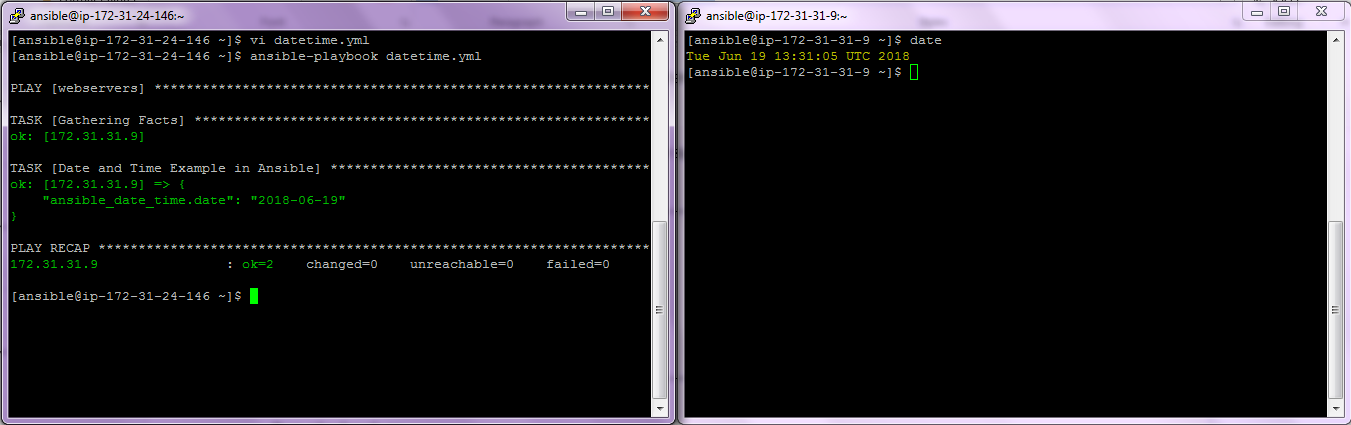 ansible@ip-172-31-24-146:~
[ansible@ip-172-31-24-146 ~]$ vi datetime.yml
[ansible@ip-172-31-24-146 ~]$ ansible-playbook datetime.yml
PLAY [webservers] **************************************************************
TASK [Gathering Facts] *********************************************************
ok: [172.31.31.9]
TASK [Date and Time Example in Ansible] ****************************************
ok: [172.31.31.9] => {
    "ansible_date_time.date": "2018-06-19"
}
PLAY RECAP *********************************************************************
172.31.31.9                : ok=2    changed=0    unreachable=0    failed=0
[ansible@ip-172-31-24-146 ~]$
ansible@ip-172-31-31-9:~
[ansible@ip-172-31-31-9 ~]$ date
Tue Jun 19 13:31:05 UTC 2018
[ansible@ip-172-31-31-9 ~]$